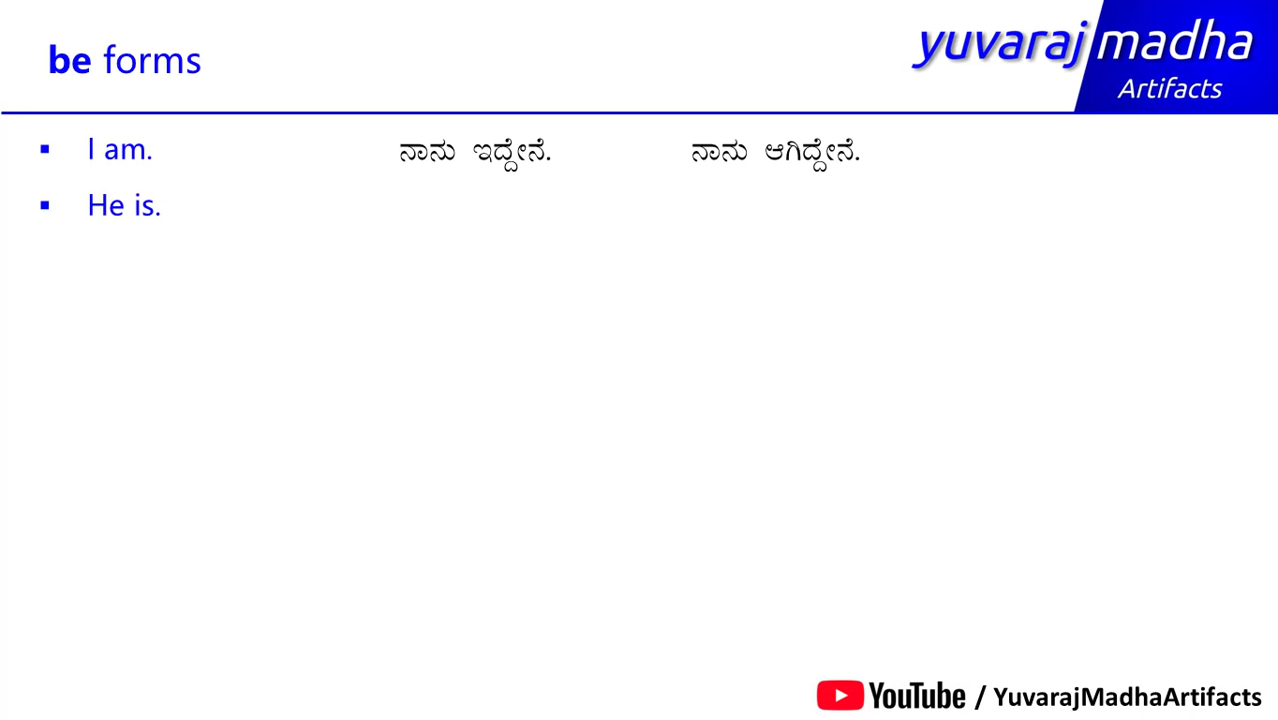 be forms
yuvaraj madha
Artifacts
▪ I am. ನಾನು ಇದ್ದೇನೆ. ನಾನು ಆಗಿದ್ದೇನೆ.
▪ He is.
YouTube / YuvarajMadhaArtifacts